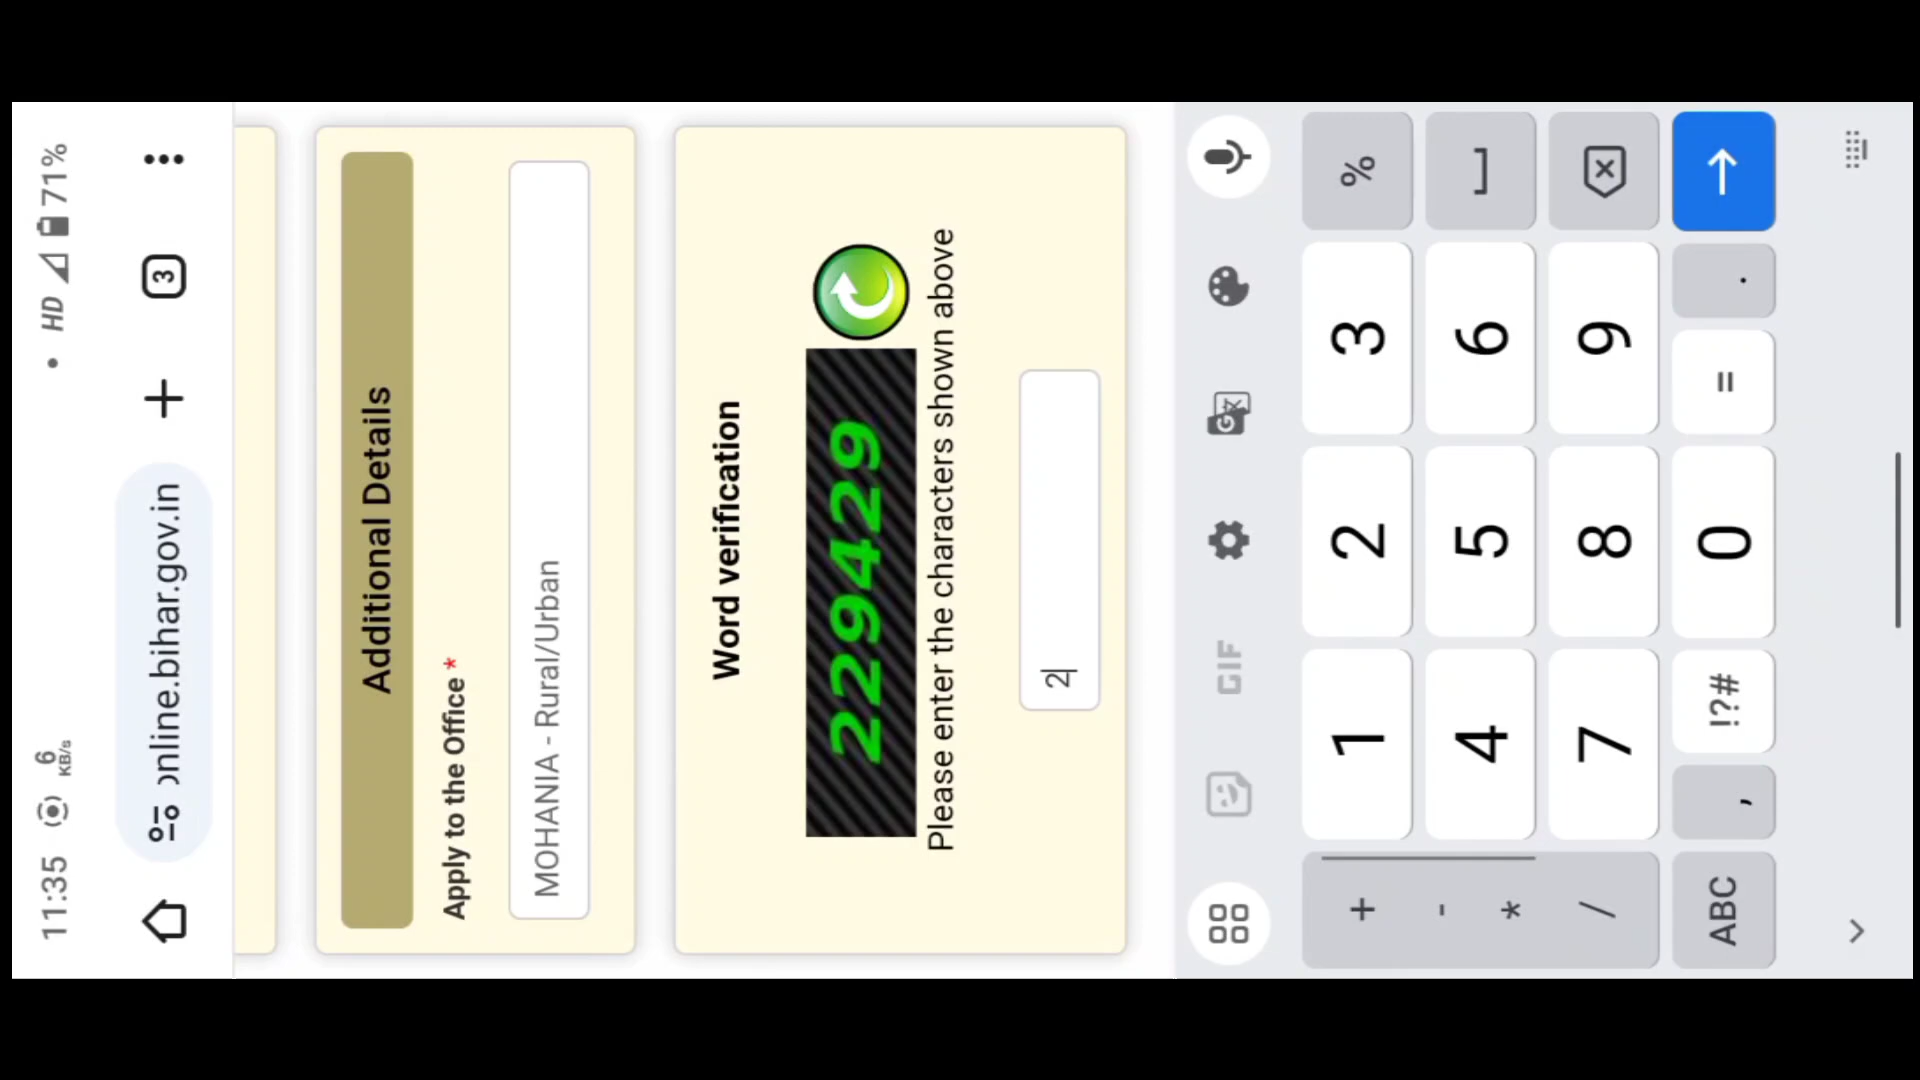 11:35 6 KB/s • HD 71%
online.bihar.gov.in 3
Additional Details
Apply to the Office *
MOHANIA - Rural/Urban
Word verification
229429
Please enter the characters shown above
2
GIF
+ 1 2 3 %
-
* 4 5 6
/ 7 8 9
ABC , !?# 0 = .